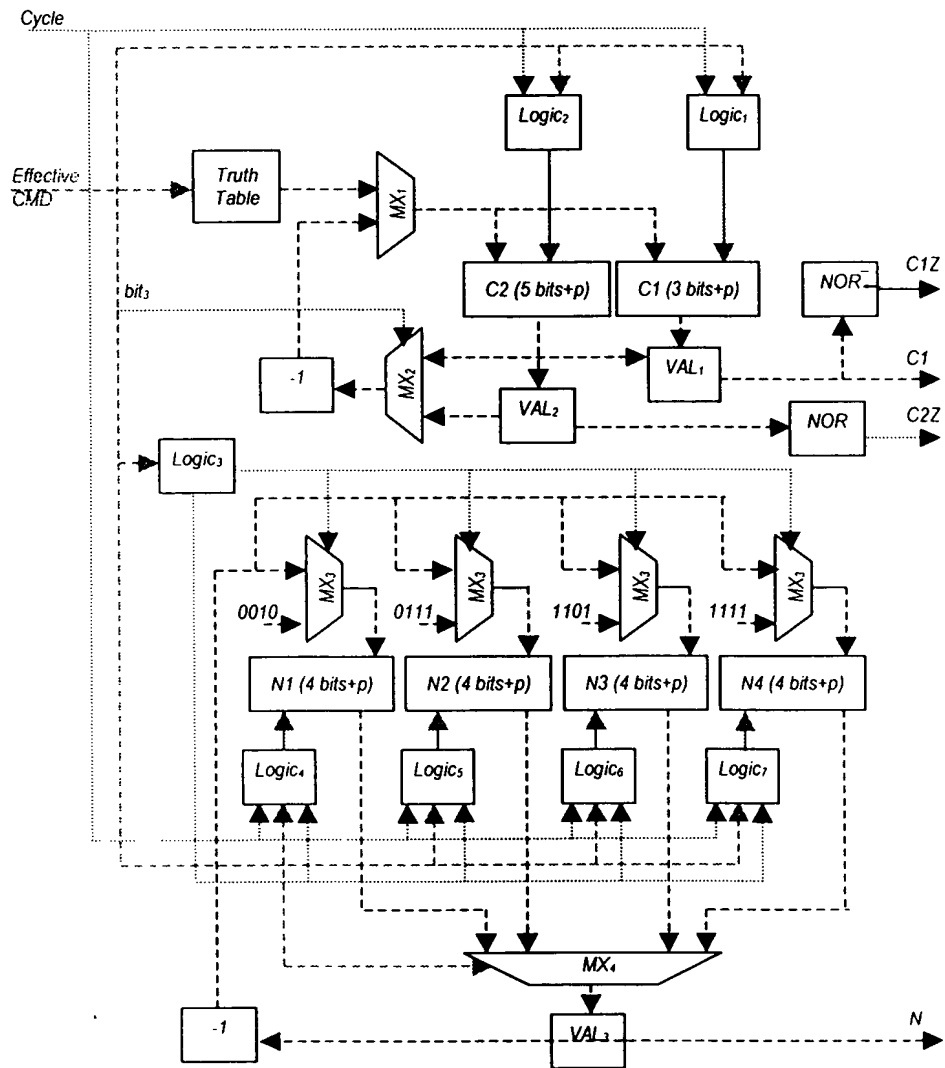 Cycle
Logic₂
Logic₁
Effective
CMD
Truth
Table
MX₁
bit₃
C2 (5 bits+p)
C1 (3 bits+p)
NOR
C1Z
-1
MX₂
VAL₁
C1
VAL₂
NOR
C2Z
Logic₃
MX₃
MX₃
MX₃
MX₃
0010
0111
1101
1111
N1 (4 bits+p)
N2 (4 bits+p)
N3 (4 bits+p)
N4 (4 bits+p)
Logic₄
Logic₅
Logic₆
Logic₇
MX₄
-1
VAL₃
N